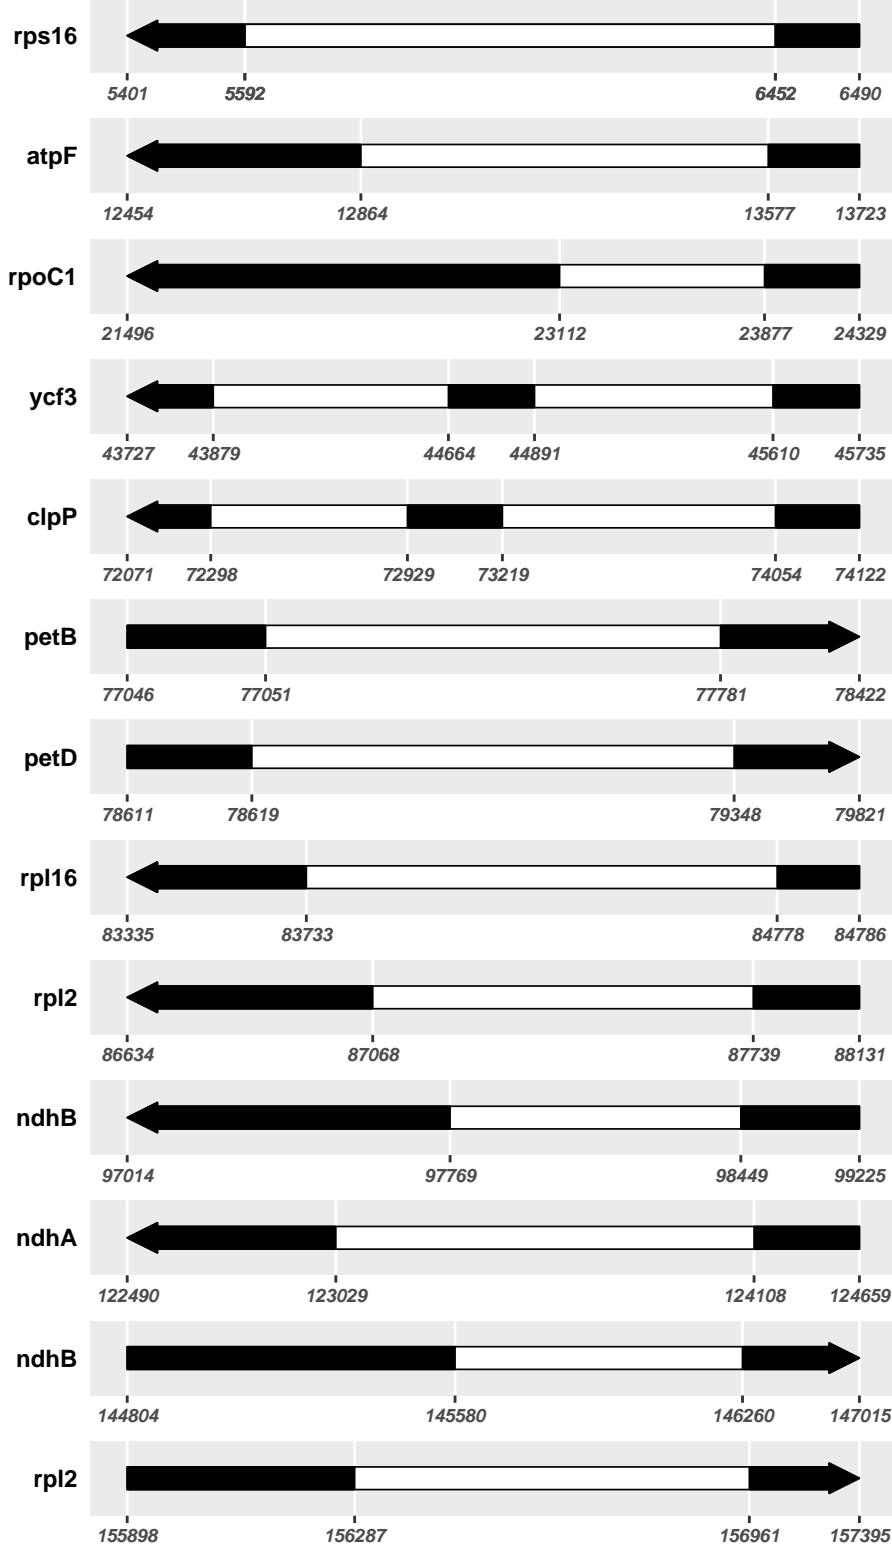 rps16
5401 5592 6452 6490
atpF
12454 12864 13577 13723
rpoC1
21496 23112 23877 24329
ycf3
43727 43879 44664 44891 45610 45735
clpP
72071 72298 72929 73219 74054 74122
petB
77046 77051 77781 78422
petD
78611 78619 79348 79821
rpl16
83335 83733 84778 84786
rpl2
86634 87068 87739 88131
ndhB
97014 97769 98449 99225
ndhA
122490 123029 124108 124659
ndhB
144804 145580 146260 147015
rpl2
155898 156287 156961 157395